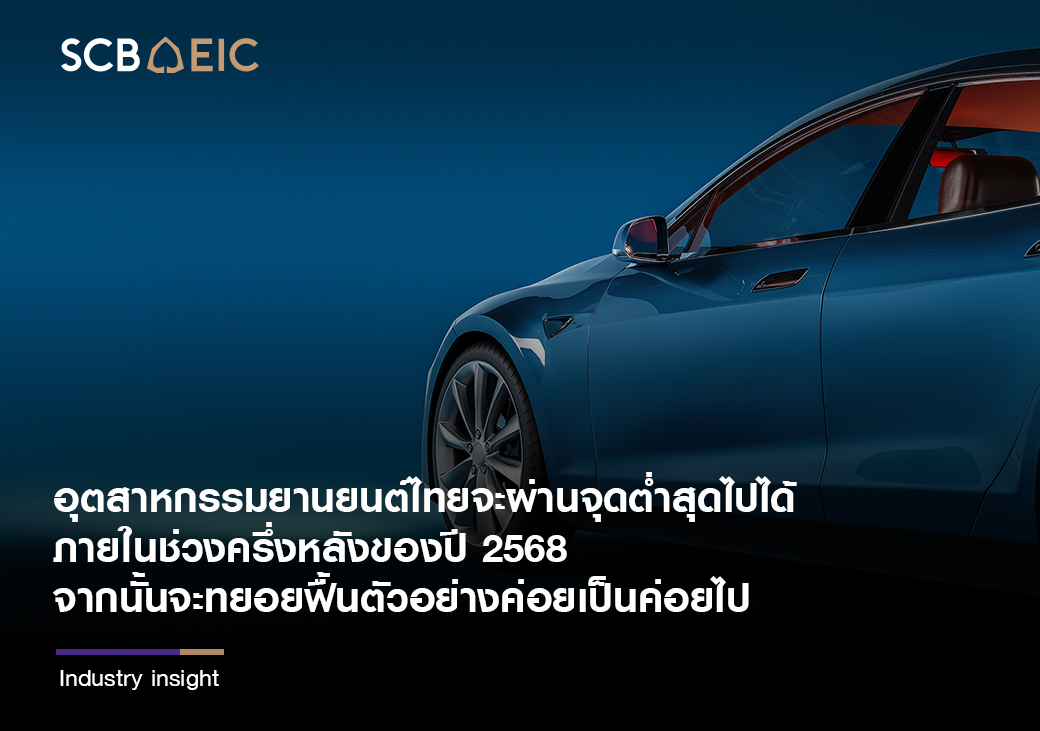 SCB EIC
อุตสาหกรรมยานยนต์ไทยจะผ่านจุดต่ำสุดไปได้
ภายในช่วงครึ่งหลังของปี 2568
จากนั้นจะทยอยฟื้นตัวอย่างค่อยเป็นค่อยไป
Industry insight